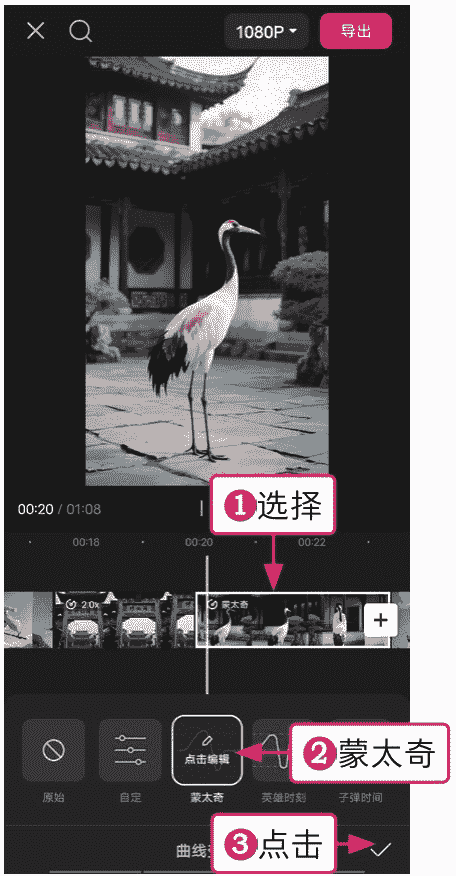 1080P 导出
00:20 / 01:08
❶选择
00:18 00:20 00:22
2.0x 蒙太奇
+
点击编辑
❷蒙太奇
原始 自定 蒙太奇 英雄时刻 子弹时间
曲线
❸点击